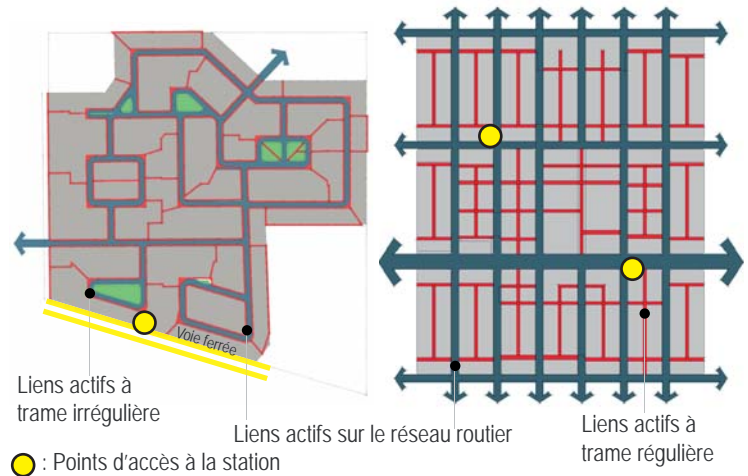 Voie ferrée
Liens actifs à
trame irrégulière
Liens actifs sur le réseau routier
Liens actifs à
trame régulière
: Points d'accès à la station